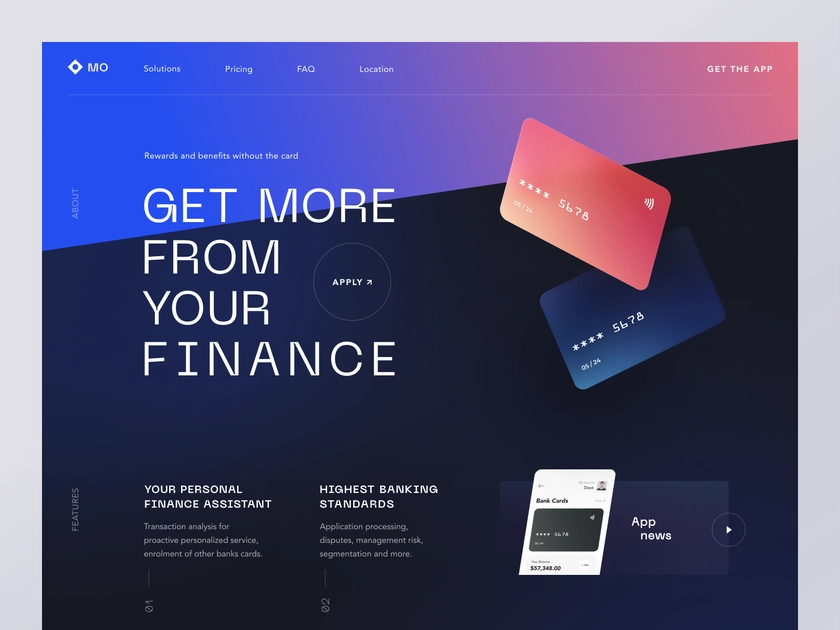 MO
Solutions
Pricing
FAQ
Location
GET THE APP
Rewards and benefits without the card
ABOUT
GET MORE
FROM
YOUR
FINANCE
APPLY
**** 5678
05/24
**** 5678
05/24
FEATURES
YOUR PERSONAL
FINANCE ASSISTANT
Transaction analysis for
proactive personalized service,
enrolment of other banks cards.
01
HIGHEST BANKING
STANDARDS
Application processing,
disputes, management risk,
segmentation and more.
02
Dave
Bank Cards
**** 5678
Your Balance
$57,348.00
App
news